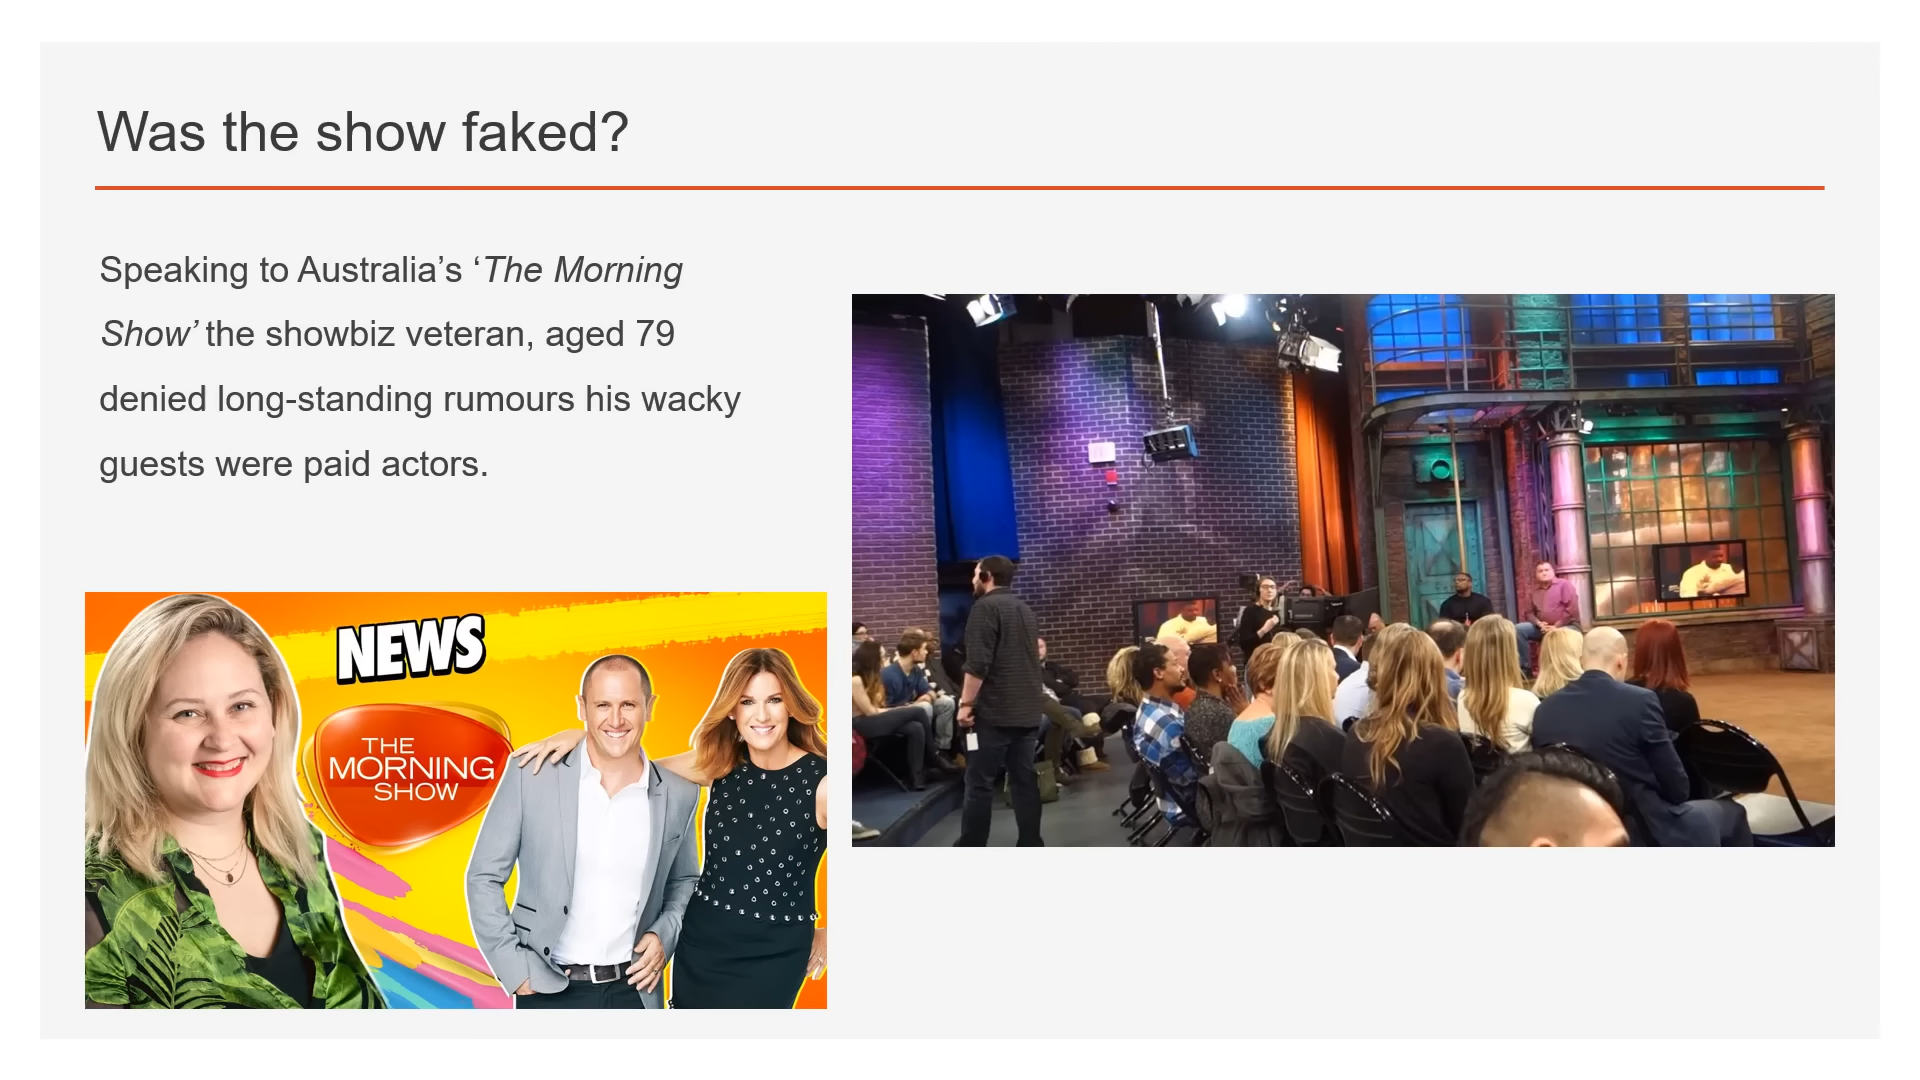 Was the show faked?
Speaking to Australia’s ‘The Morning
Show’ the showbiz veteran, aged 79
denied long-standing rumours his wacky
guests were paid actors.
NEWS
THE
MORNING
SHOW